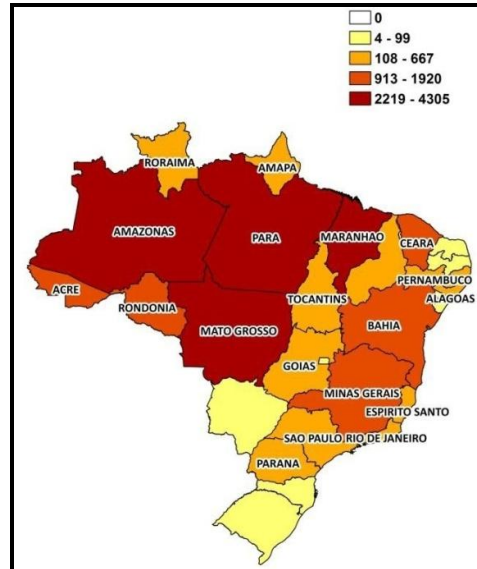 0
4 - 99
108 - 667
913 - 1920
2219 - 4305
RORAIMA
AMAPA
AMAZONAS
PARA
MARANHAO
CEARA
PERNAMBUCO
ACRE
RONDONIA
TOCANTINS
ALAGOAS
MATO GROSSO
BAHIA
GOIAS
MINAS GERAIS
ESPIRITO SANTO
SAO PAULO RIO DE JANEIRO
PARANA